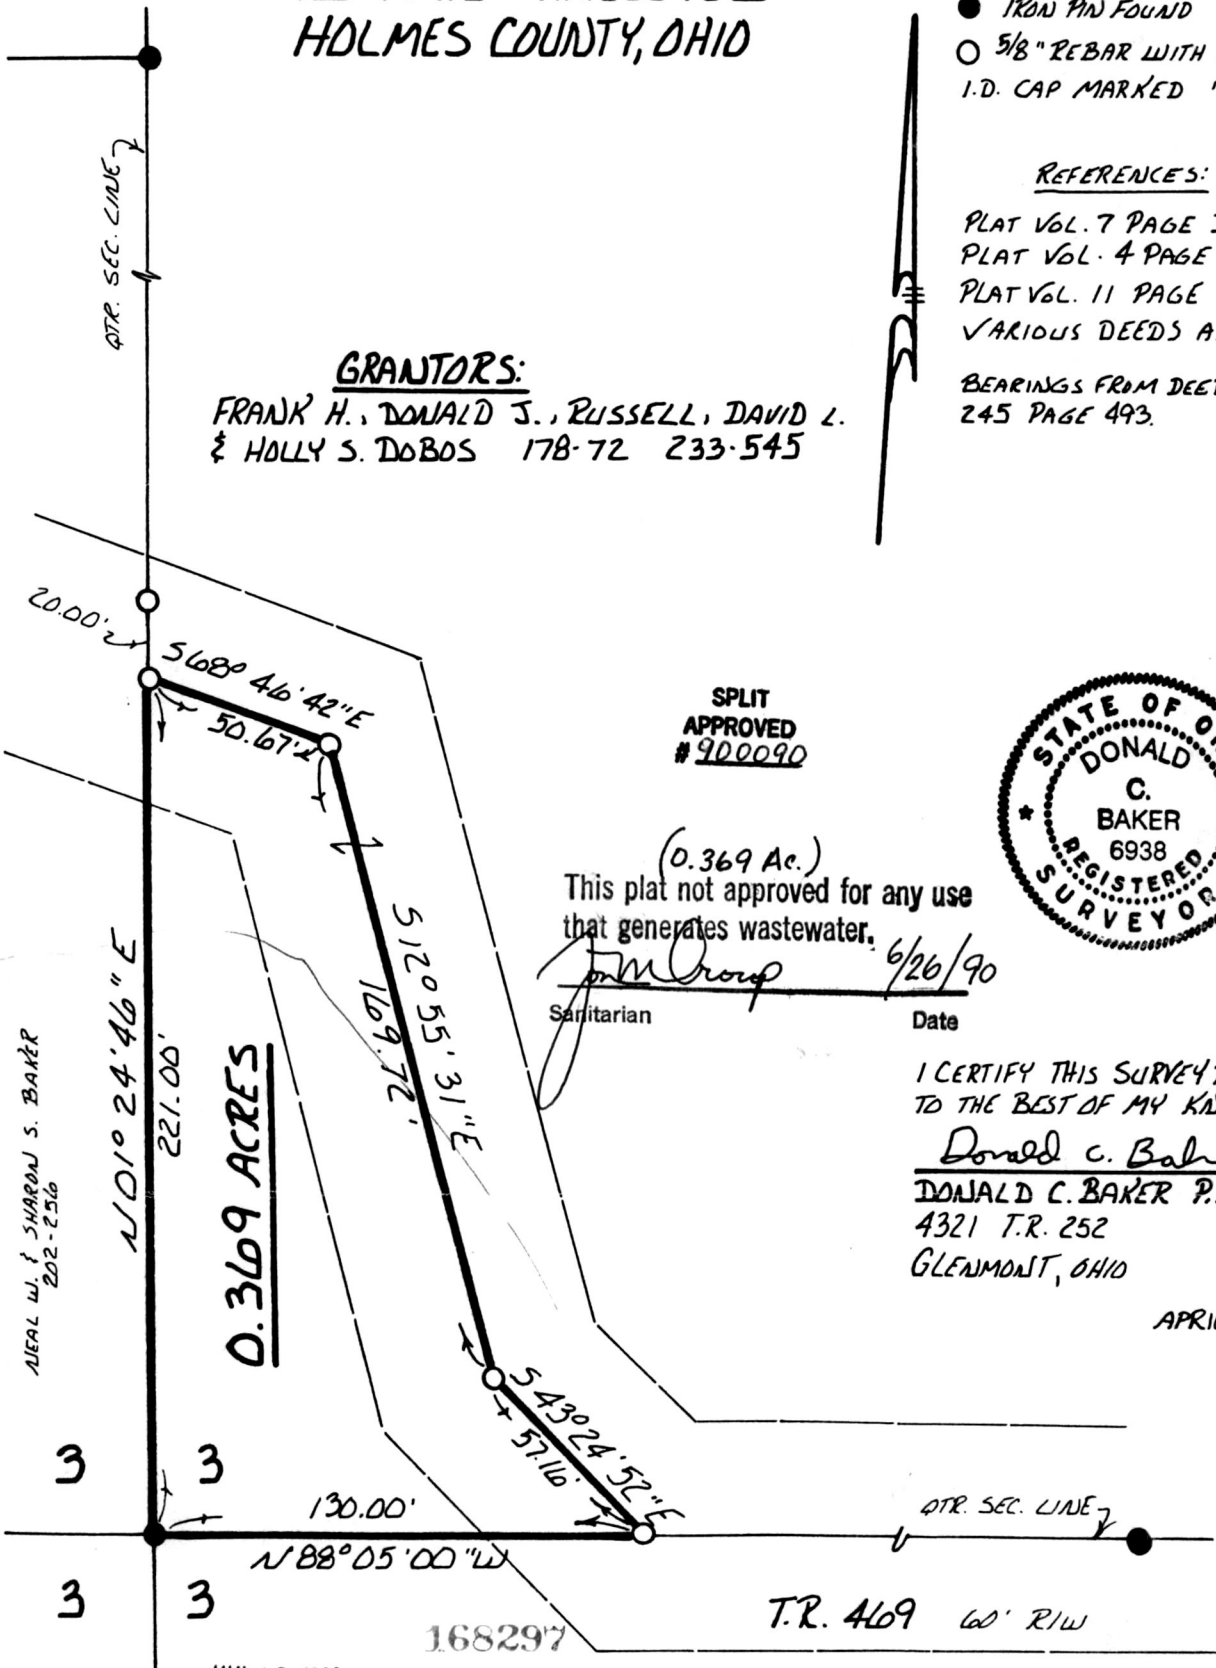 HOLMES COUNTY, OHIO
IRON PIN FOUND
5/8" REBAR WITH
I.D. CAP MARKED "
REFERENCES:
PLAT VOL. 7 PAGE
PLAT VOL. 4 PAGE
PLAT VOL. 11 PAGE
VARIOUS DEEDS A
BEARINGS FROM DEED
245 PAGE 493.
QTR. SEC. LINE
GRANTORS:
FRANK H., DONALD J., RUSSELL, DAVID L.
& HOLLY S. DOBOS 178-72 233-545
20.00'
S 68° 46' 42" E
50.67'
SPLIT
APPROVED
# 900090
STATE OF O
DONALD
C.
BAKER
6938
REGISTERED
SURVEYOR
(0.369 Ac.)
This plat not approved for any use
that generates wastewater.
6/26/90
Sanitarian Date
S 12° 55' 31" E
169.72'
N 01° 24' 46" E
221.00'
0.369 ACRES
NEAL W. & SHARON S. BAKER
202-256
I CERTIFY THIS SURVEY
TO THE BEST OF MY KN
Donald C. Bak
DONALD C. BAKER P.
4321 T.R. 252
GLENMONT, OHIO
APRI
S 43° 24' 52" E
57.16'
3 3
130.00'
N 88° 05' 00" W
QTR. SEC. LINE
3 3
T.R. 469 60' R/W
168297